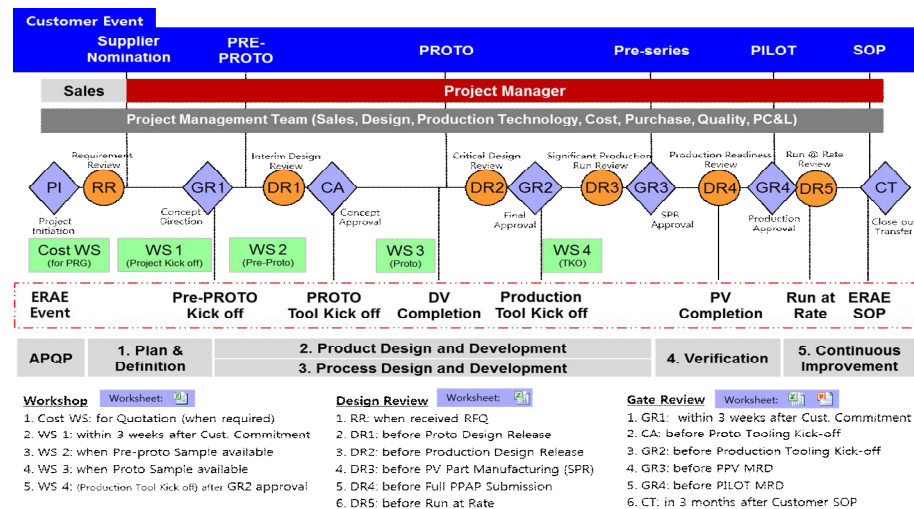 Customer Event
Supplier
Nomination
PRE-
PROTO
PROTO
Pre-series
PILOT
SOP
Sales
Project Manager
Project Management Team (Sales, Design, Production Technology, Cost, Purchase, Quality, PC&L)
Requirement
Review
Interim Design
Review
Critical Design
Review
Significant Production
Run Review
Production Readiness
Review
Run @ Rate
Review
PI
RR
GR1
DR1
CA
DR2
GR2
DR3
GR3
DR4
GR4
DR5
CT
Project
Initiation
Concept
Direction
Concept
Approval
Final
Approval
SPR
Approval
Production
Approval
Close out
Transfer
Cost WS
(for PRG)
WS 1
(Project Kick off)
WS 2
(Pre-Proto)
WS 3
(Proto)
WS 4
(TKO)
ERAE
Event
Pre-PROTO
Kick off
PROTO
Tool Kick off
DV
Completion
Production
Tool Kick off
PV
Completion
Run at
Rate
ERAE
SOP
APQP
1. Plan &
Definition
2. Product Design and Development
3. Process Design and Development
4. Verification
5. Continuous
Improvement
Workshop
Worksheet:
1. Cost WS: for Quotation (when required)
2. WS 1: within 3 weeks after Cust. Commitment
3. WS 2: when Pre-proto Sample available
4. WS 3: when Proto Sample available
5. WS 4: (Production Tool Kick off) after GR2 approval
Design Review
Worksheet:
1. RR: when received RFQ
2. DR1: before Proto Design Release
3. DR2: before Production Design Release
4. DR3: before PV Part Manufacturing (SPR)
5. DR4: before Full PPAP Submission
6. DR5: before Run at Rate
Gate Review
Worksheet:
1. GR1: within 3 weeks after Cust. Commitment
2. CA: before Proto Tooling Kick-off
3. GR2: before Production Tooling Kick-off
4. GR3: before PPV MRD
5. GR4: before PILOT MRD
6. CT: in 3 months after Customer SOP